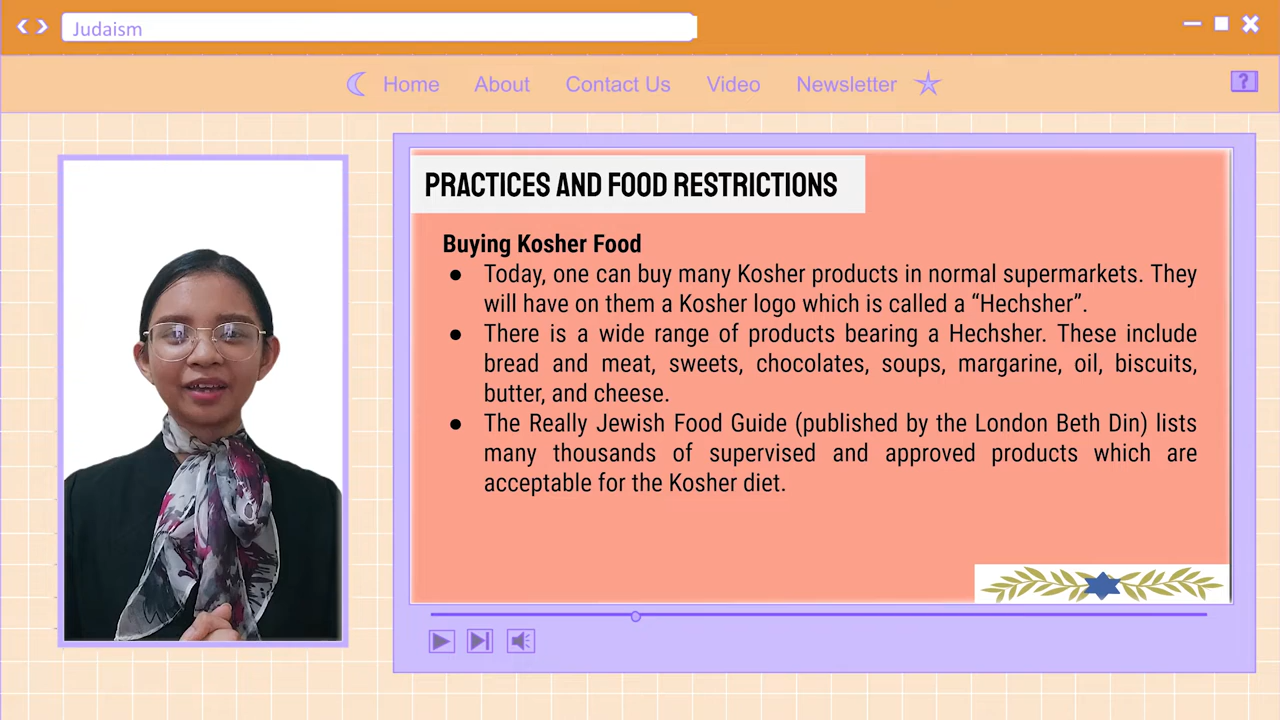 Judaism
Home About Contact Us Video Newsletter
?
PRACTICES AND FOOD RESTRICTIONS
Buying Kosher Food
● Today, one can buy many Kosher products in normal supermarkets. They
will have on them a Kosher logo which is called a “Hechsher”.
● There is a wide range of products bearing a Hechsher. These include
bread and meat, sweets, chocolates, soups, margarine, oil, biscuits,
butter, and cheese.
● The Really Jewish Food Guide (published by the London Beth Din) lists
many thousands of supervised and approved products which are
acceptable for the Kosher diet.